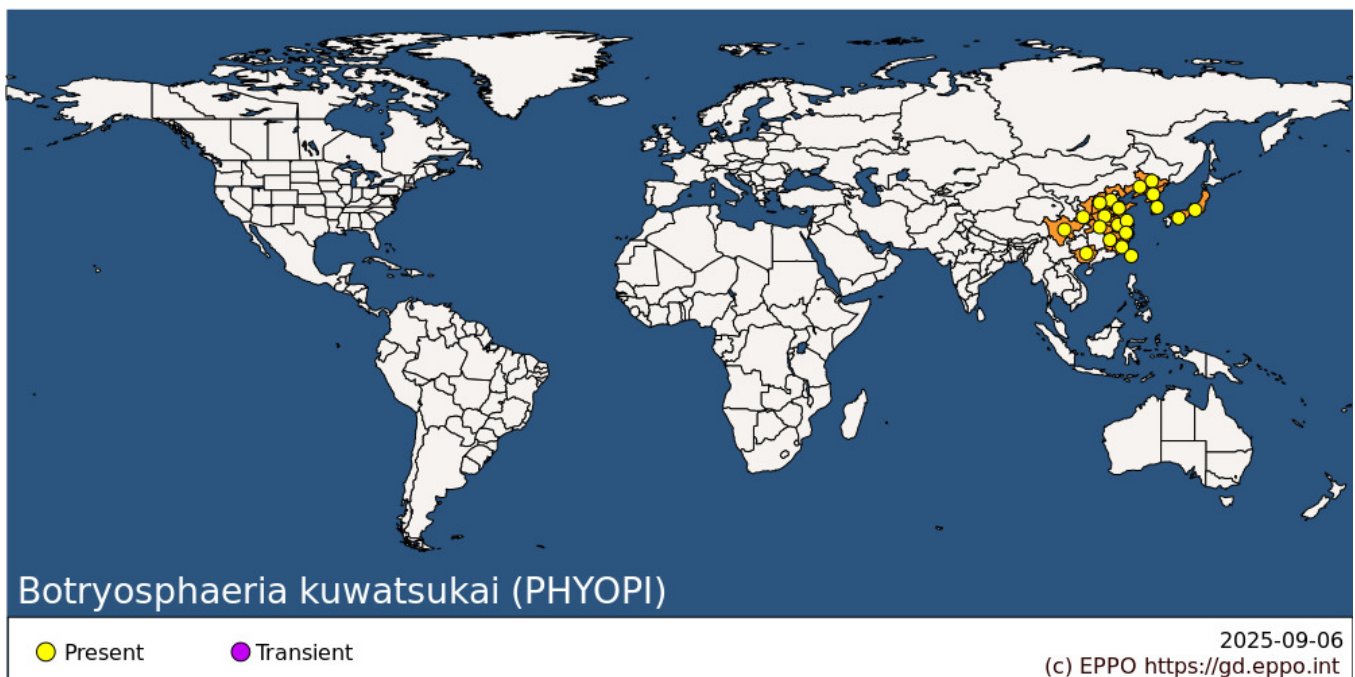 Botryosphaeria kuwatsukai (PHYOPI)
Present
Transient
2025-09-06
(c) EPPO https://gd.eppo.int